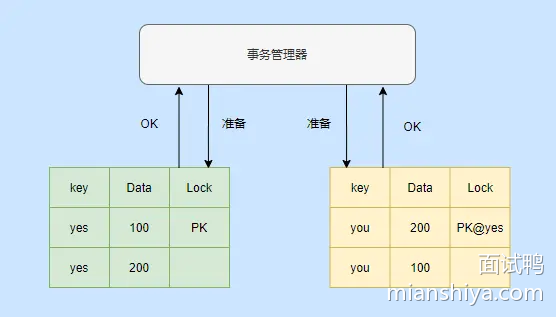 事务管理器
OK
准备
准备
OK
key Data Lock
yes 100 PK
yes 200
key Data Lock
you 200 PK@yes
you 100
面试鸭
mianshiya.com